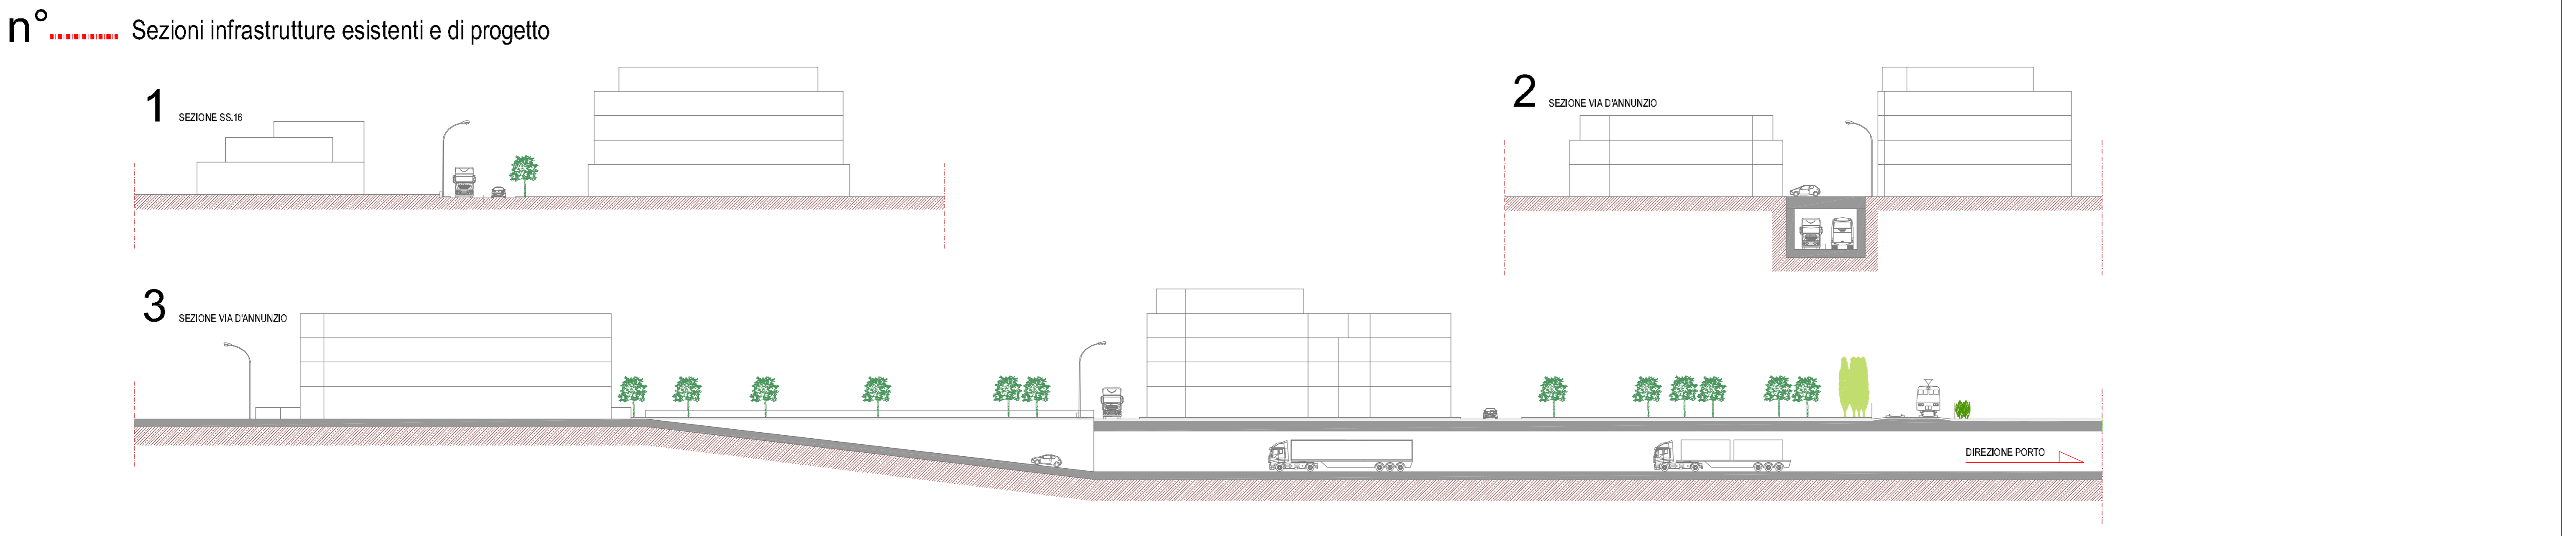 n° Sezioni infrastrutture esistenti e di progetto
1 SEZIONE SS.16
2 SEZIONE VIA D'ANNUNZIO
3 SEZIONE VIA D'ANNUNZIO
DIREZIONE PORTO